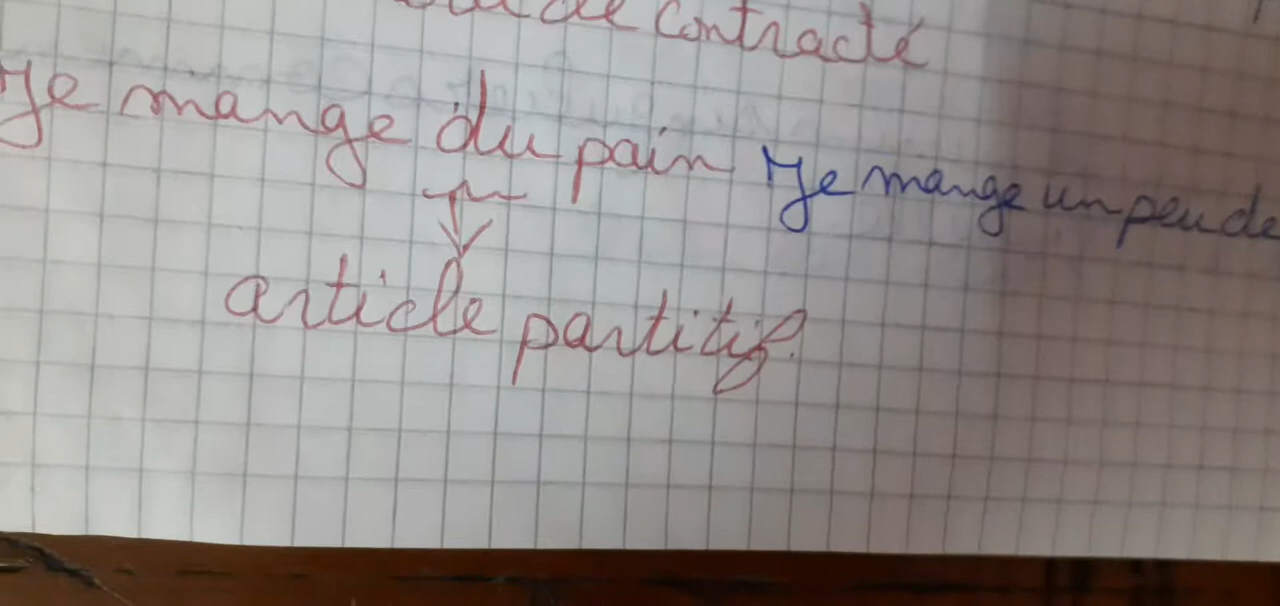 contracté
Je mange du pain Je mange un peu de
article partitif.